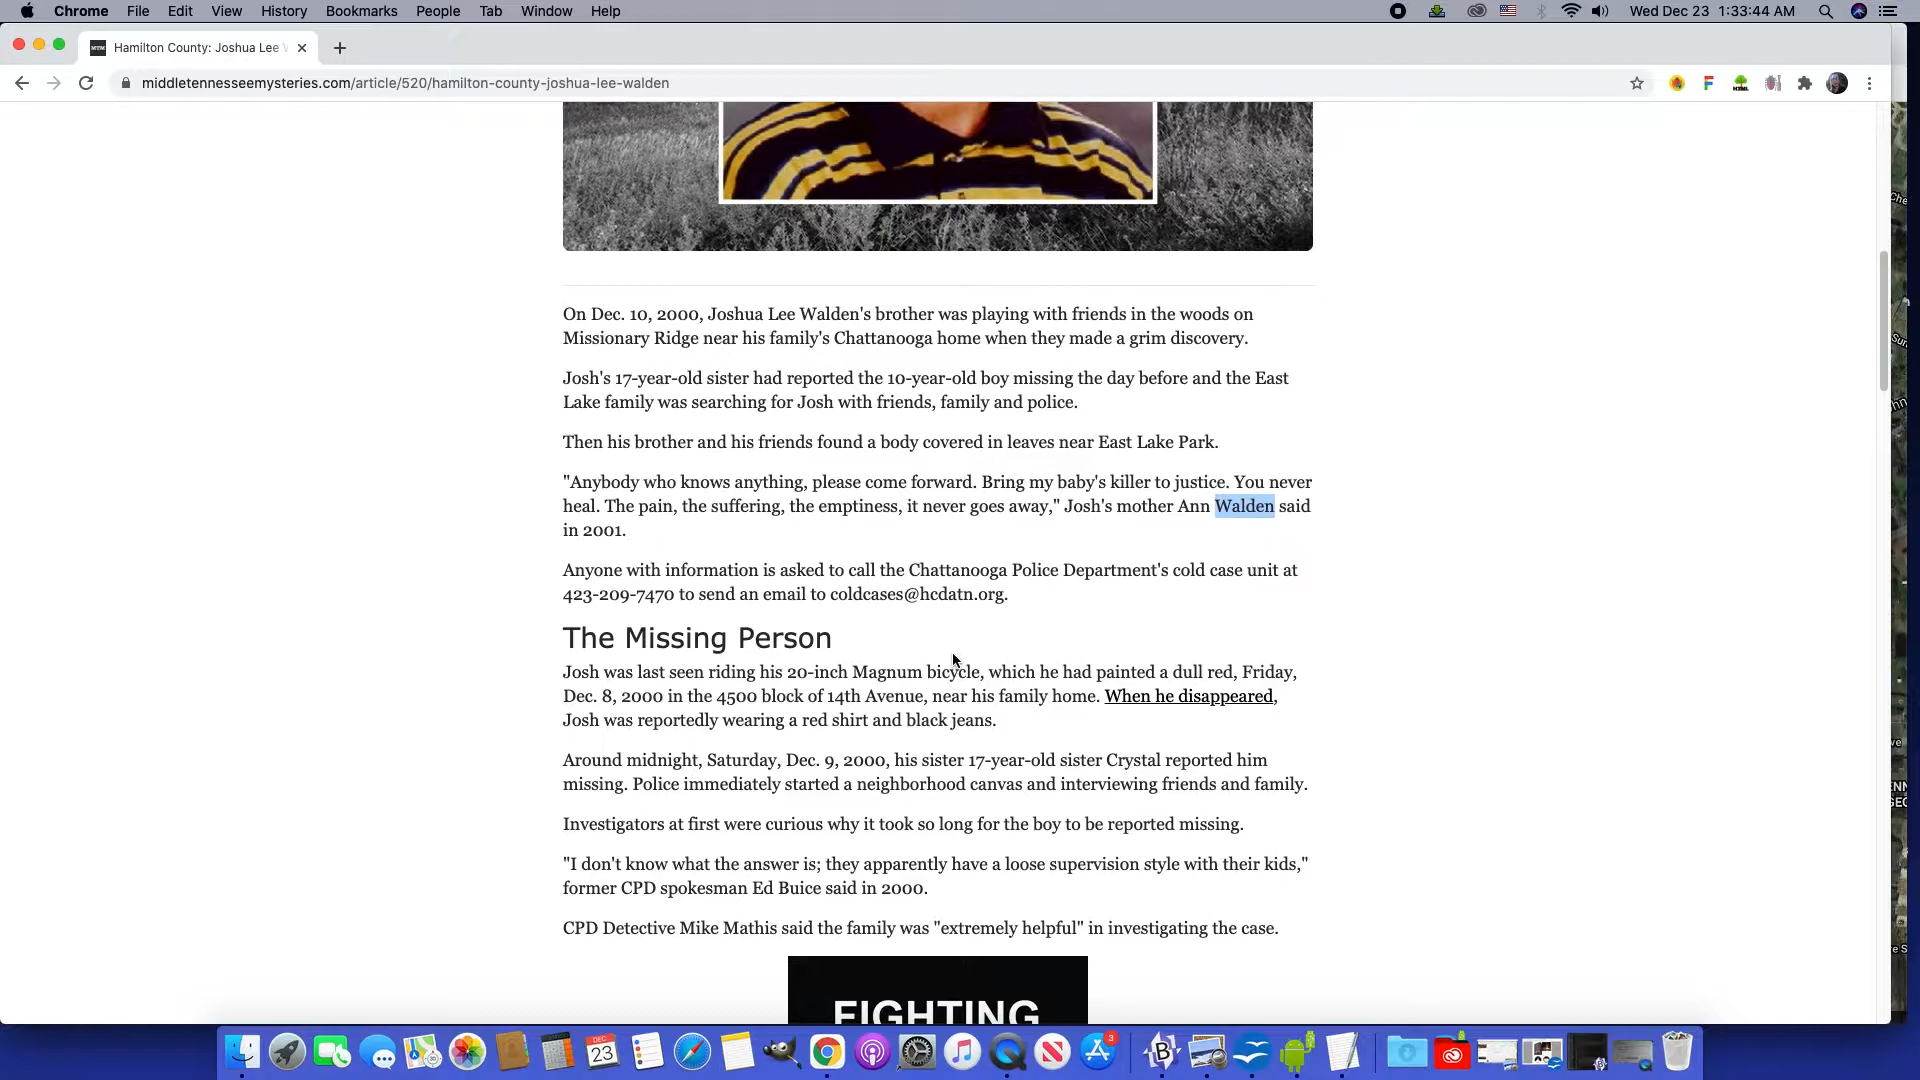 Chrome File Edit View History Bookmarks People Tab Window Help Wed Dec 23 1:33:44 AM
Hamilton County: Joshua Lee
middletennesseemysteries.com/article/520/hamilton-county-joshua-lee-walden
On Dec. 10, 2000, Joshua Lee Walden's brother was playing with friends in the woods on
Missionary Ridge near his family's Chattanooga home when they made a grim discovery.
Josh's 17-year-old sister had reported the 10-year-old boy missing the day before and the East
Lake family was searching for Josh with friends, family and police.
Then his brother and his friends found a body covered in leaves near East Lake Park.
"Anybody who knows anything, please come forward. Bring my baby's killer to justice. You never
heal. The pain, the suffering, the emptiness, it never goes away," Josh's mother Ann Walden said
in 2001.
Anyone with information is asked to call the Chattanooga Police Department's cold case unit at
423-209-7470 to send an email to coldcases@hcdatn.org.
The Missing Person
Josh was last seen riding his 20-inch Magnum bicycle, which he had painted a dull red, Friday,
Dec. 8, 2000 in the 4500 block of 14th Avenue, near his family home. When he disappeared,
Josh was reportedly wearing a red shirt and black jeans.
Around midnight, Saturday, Dec. 9, 2000, his sister 17-year-old sister Crystal reported him
missing. Police immediately started a neighborhood canvas and interviewing friends and family.
Investigators at first were curious why it took so long for the boy to be reported missing.
"I don't know what the answer is; they apparently have a loose supervision style with their kids,"
former CPD spokesman Ed Buice said in 2000.
CPD Detective Mike Mathis said the family was "extremely helpful" in investigating the case.
FIGHTING
DEC
23
3